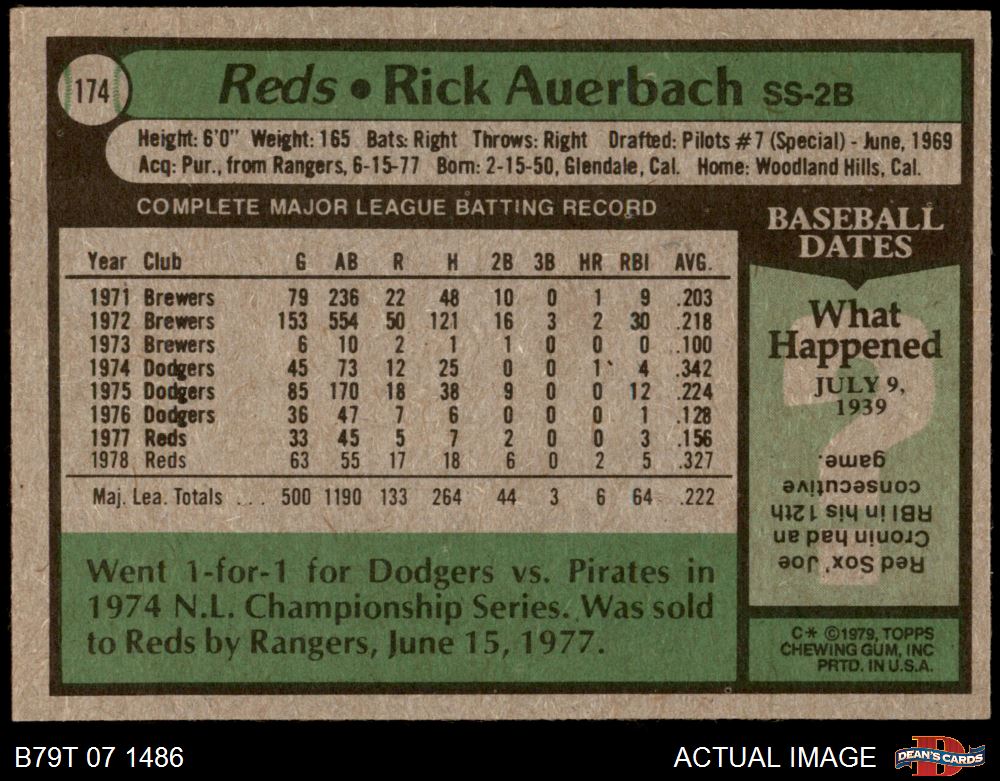 174
Reds • Rick Auerbach SS-2B
Height: 6'0" Weight: 165 Bats: Right Throws: Right Drafted: Pilots #7 (Special) - June, 1969
Acq: Pur., from Rangers, 6-15-77 Born: 2-15-50, Glendale, Cal. Home: Woodland Hills, Cal.
COMPLETE MAJOR LEAGUE BATTING RECORD
Year Club G AB R H 2B 3B HR RBI AVG.
1971 Brewers 79 236 22 48 10 0 1 9 .203
1972 Brewers 153 554 50 121 16 3 2 30 .218
1973 Brewers 6 10 2 1 1 0 0 0 .100
1974 Dodgers 45 73 12 25 0 0 1 4 .342
1975 Dodgers 85 170 18 38 9 0 0 12 .224
1976 Dodgers 36 47 7 6 0 0 0 1 .128
1977 Reds 33 45 5 7 2 0 0 3 .156
1978 Reds 63 55 17 18 6 0 2 5 .327
Maj. Lea. Totals ... 500 1190 133 264 44 3 6 64 .222
Went 1-for-1 for Dodgers vs. Pirates in
1974 N.L. Championship Series. Was sold
to Reds by Rangers, June 15, 1977.
BASEBALL
DATES
What
Happened
JULY 9,
1939
Red Sox' Joe
Cronin had an
RBI in his 12th
consecutive
game.
C* ©1979, TOPPS
CHEWING GUM, INC
PRTD. IN U.S.A.
B79T 07 1486
ACTUAL IMAGE
D
DEAN'S CARDS